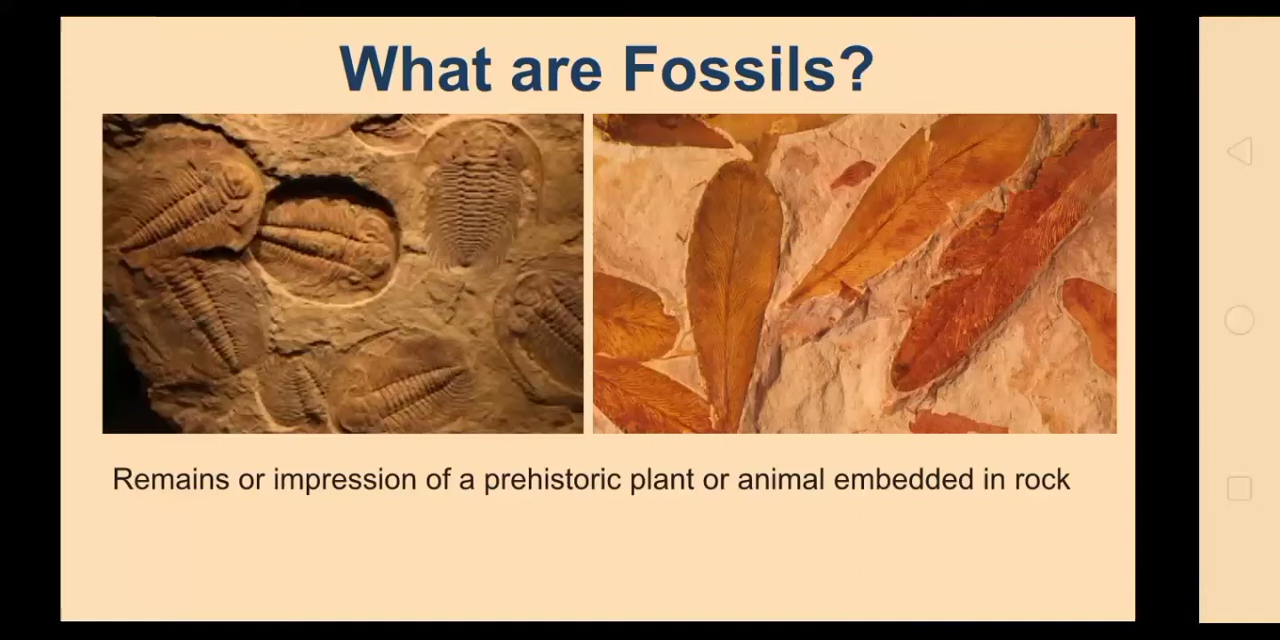 What are Fossils?
Remains or impression of a prehistoric plant or animal embedded in rock